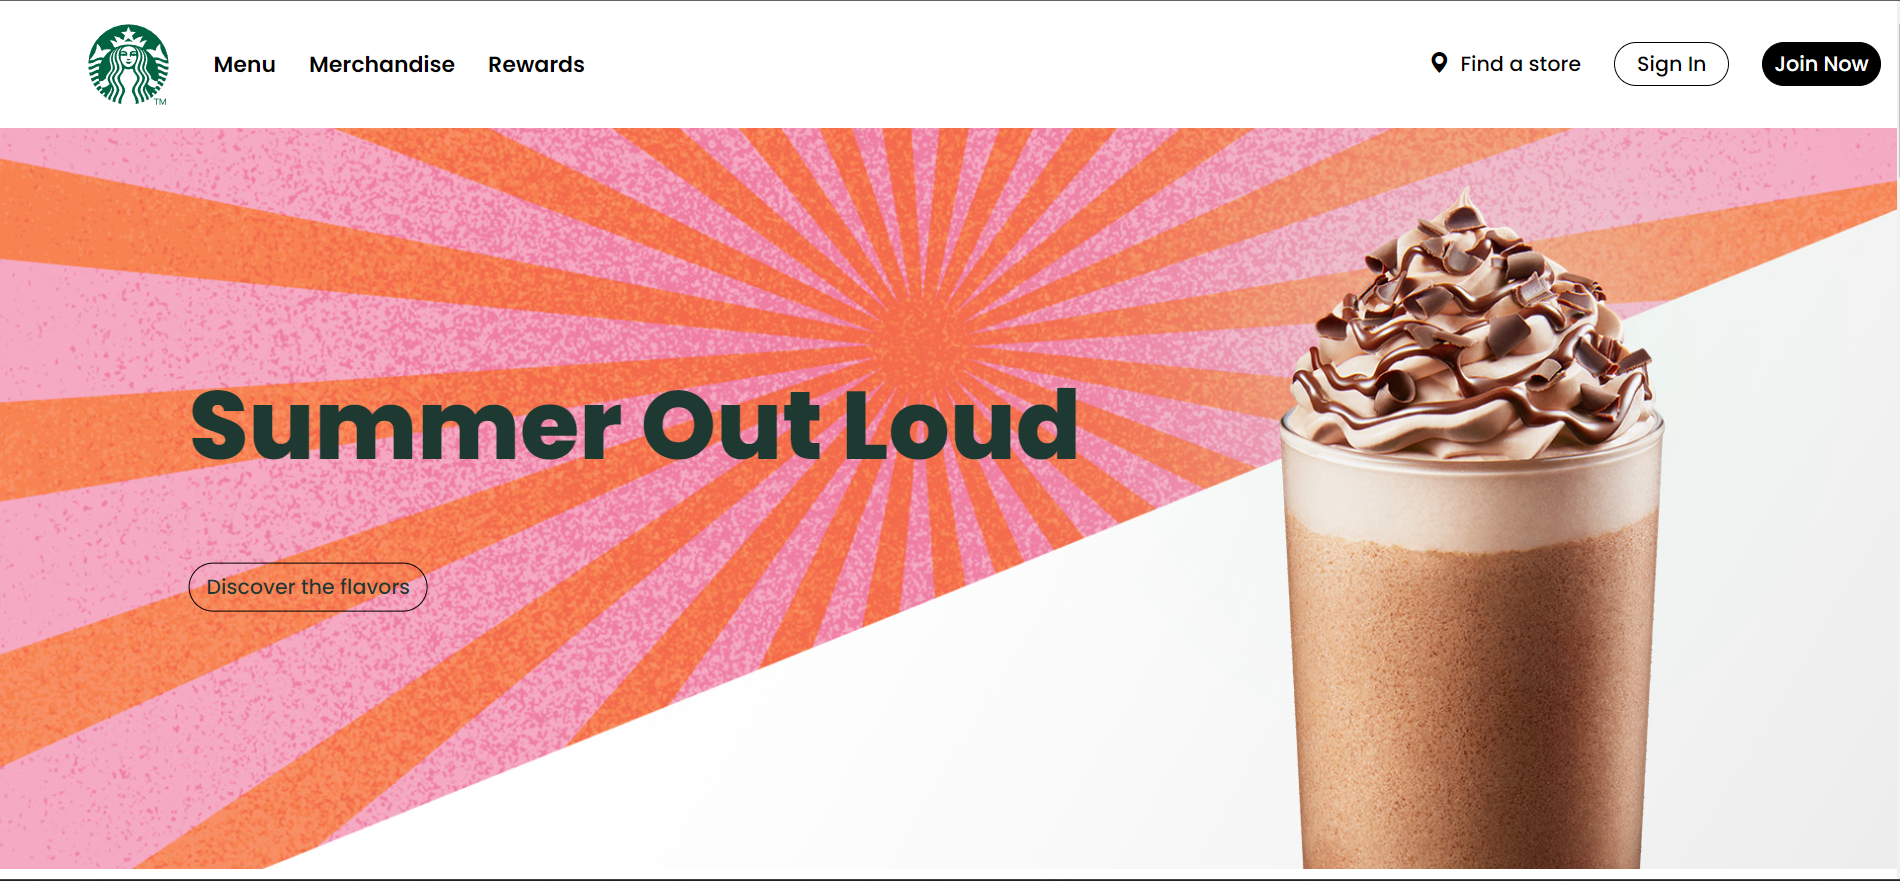 Menu Merchandise Rewards Find a store Sign In Join Now
TM
Summer Out Loud
Discover the flavors